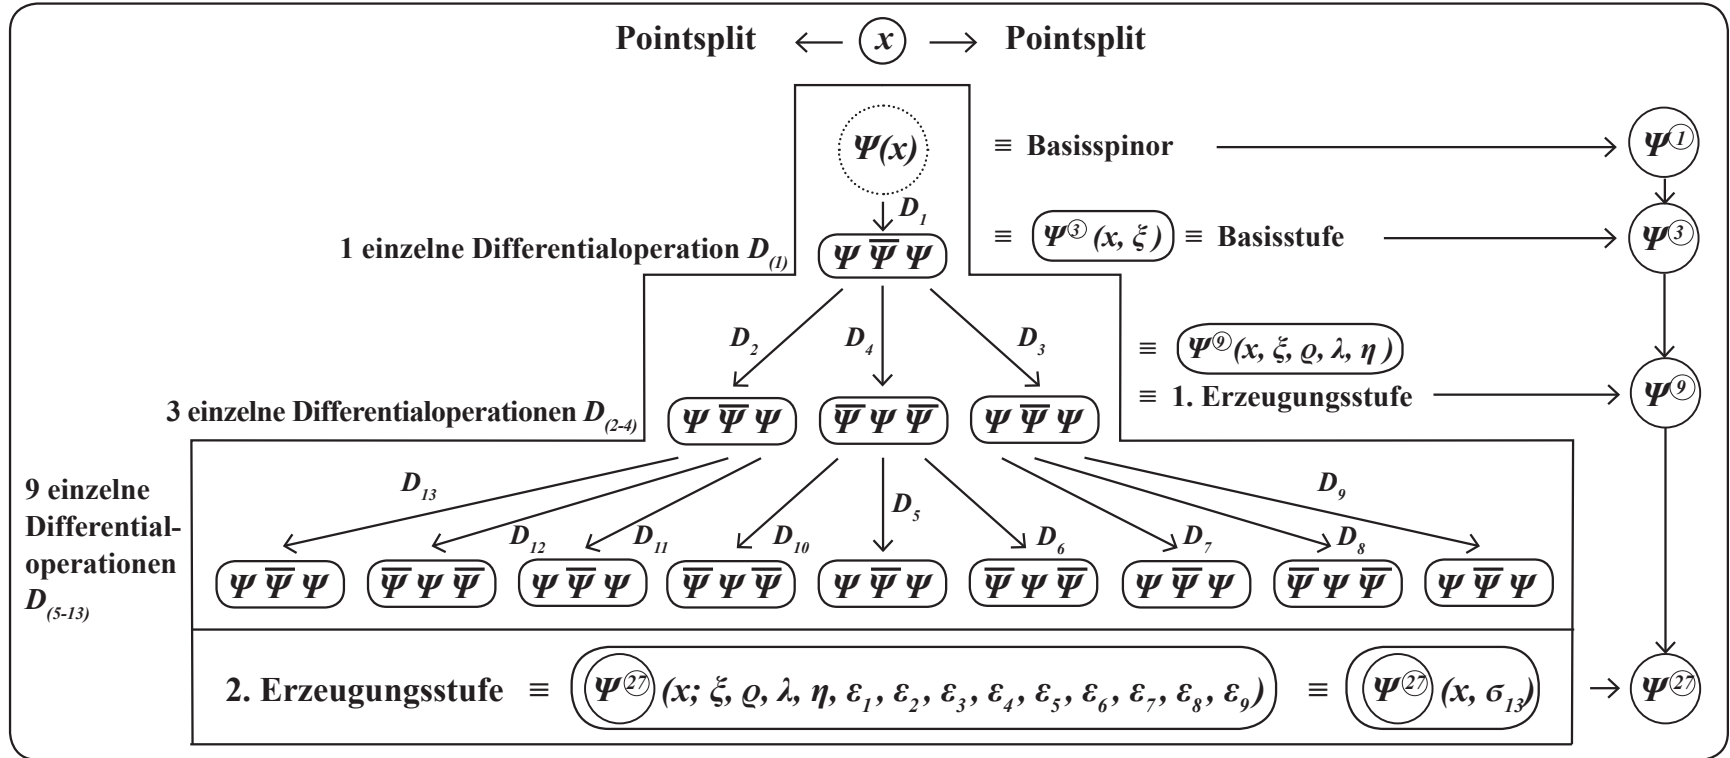 Pointsplit ← x → Pointsplit
Ψ(x) ≡ Basisspinor Ψ①
D₁
1 einzelne Differentialoperation D₍₁₎ Ψ Ψ̅ Ψ ≡ Ψ③ (x, ξ) ≡ Basisstufe Ψ③
D₂ D₄ D₃ ≡ Ψ⑨(x, ξ, ϱ, λ, η)
3 einzelne Differentialoperationen D₍₂₋₄₎ Ψ Ψ̅ Ψ Ψ̅ Ψ Ψ̅ Ψ Ψ̅ Ψ ≡ 1. Erzeugungsstufe Ψ⑨
9 einzelne
Differential-
operationen
D₍₅₋₁₃₎
D₁₃ D₁₂ D₁₁ D₁₀ D₅ D₆ D₇ D₈ D₉
Ψ Ψ̅ Ψ Ψ̅ Ψ Ψ̅ Ψ Ψ̅ Ψ Ψ̅ Ψ Ψ̅ Ψ Ψ̅ Ψ Ψ̅ Ψ Ψ̅ Ψ Ψ̅ Ψ Ψ̅ Ψ Ψ̅ Ψ Ψ̅ Ψ
2. Erzeugungsstufe ≡ Ψ㉗(x; ξ, ϱ, λ, η, ε₁, ε₂, ε₃, ε₄, ε₅, ε₆, ε₇, ε₈, ε₉) ≡ Ψ㉗(x, σ₁₃) → Ψ㉗